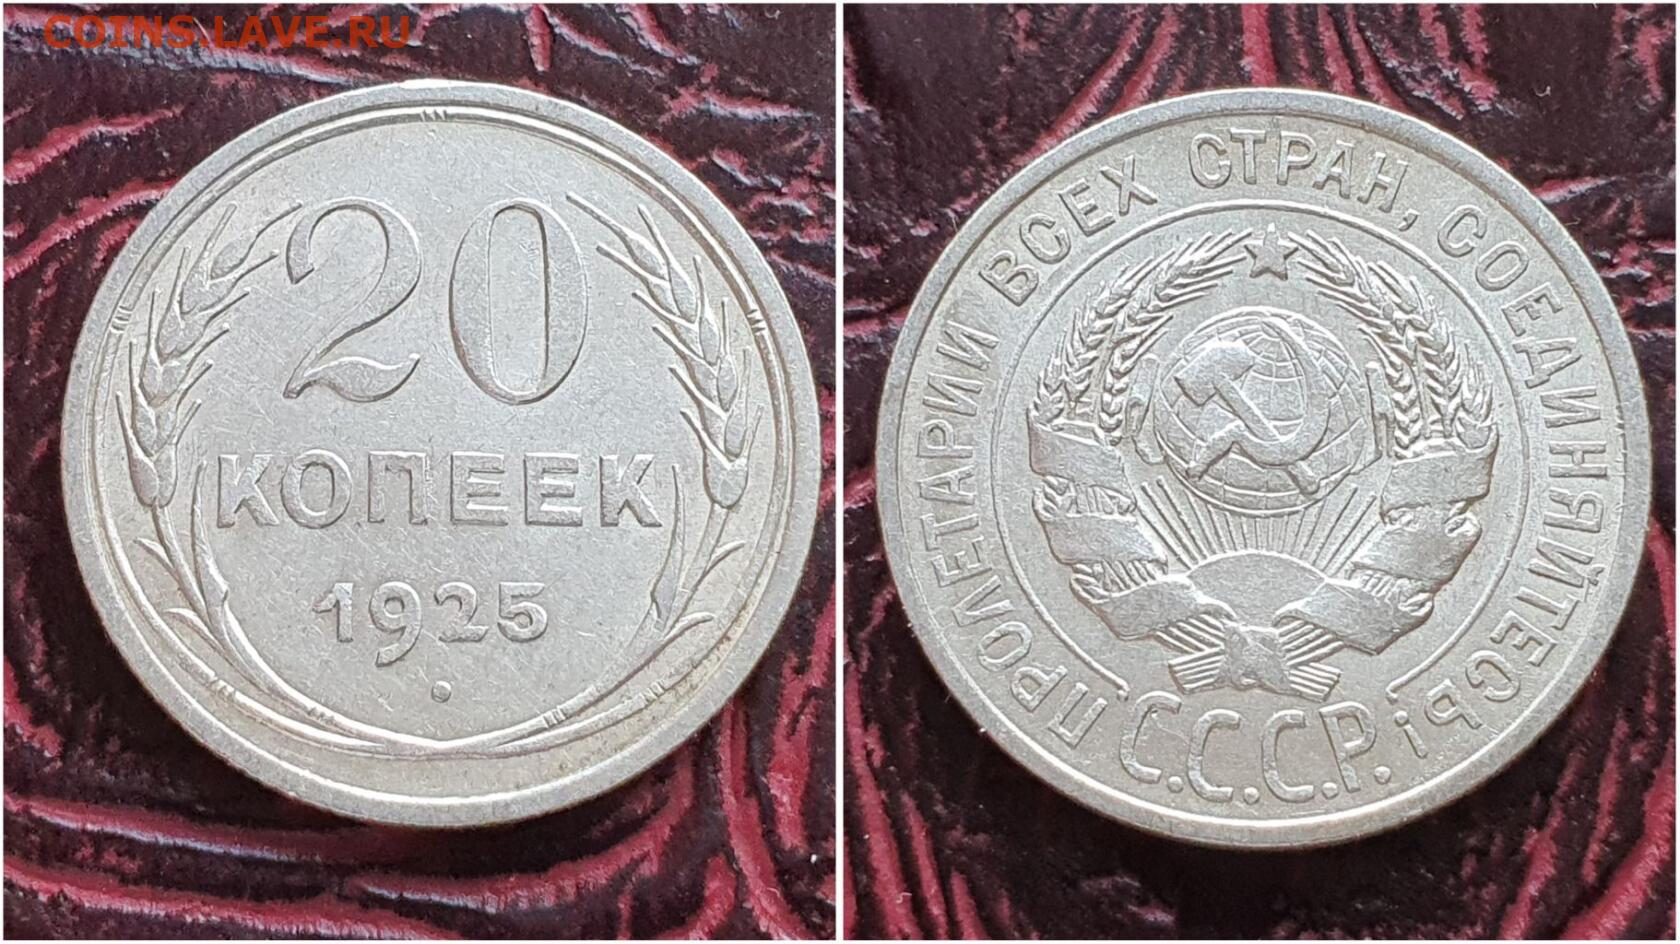 COINS.LAVE.RU
20
КОПЕЕК
1925
ПРОЛЕТАРИИ ВСЕХ СТРАН, СОЕДИНЯЙТЕСЬ!
С.С.С.Р.